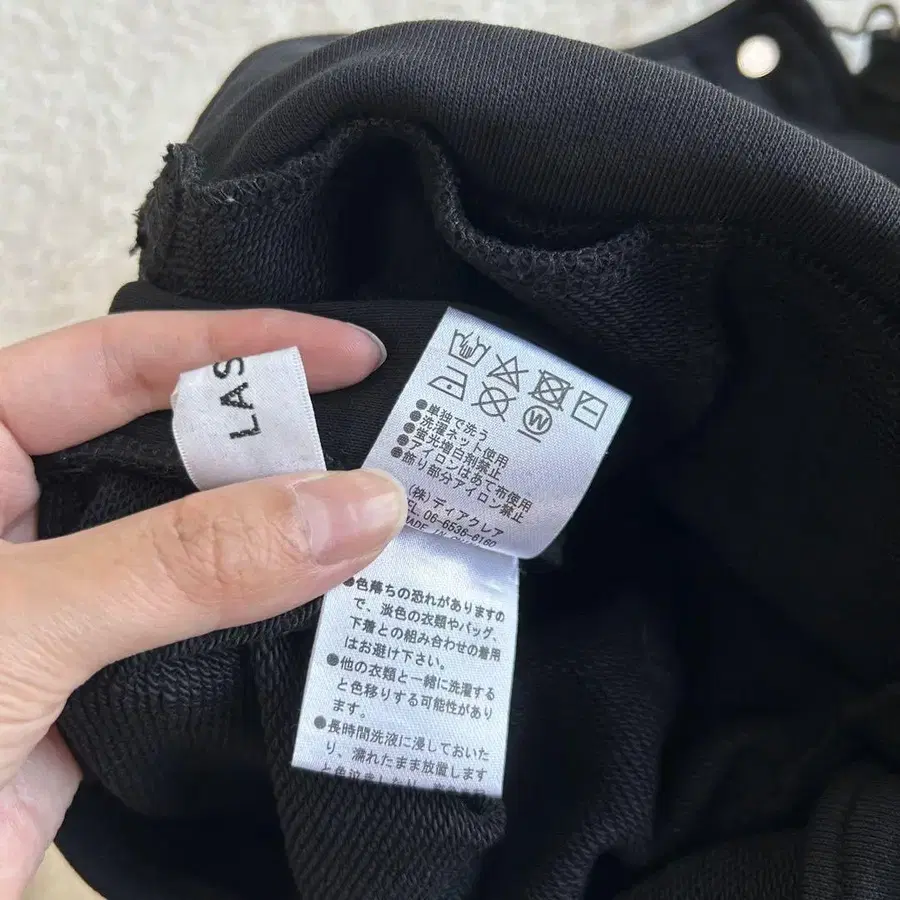 LAS
W
●単独で洗う
●洗濯ネット使用
●蛍光増白剤禁止
●アイロンはあて布使用
●飾り部分アイロン禁止
(株)ディアクレア
EL. 06-6536-6160
MADE IN
●色落ちの恐れがありますの
で、淡色の衣類やバッグ、
下着との組み合わせの着用
はお避け下さい。
●他の衣類と一緒に洗濯する
と色移りする可能性があり
ます。
●長時間洗液に浸しておいた
り、濡れたまま放置します